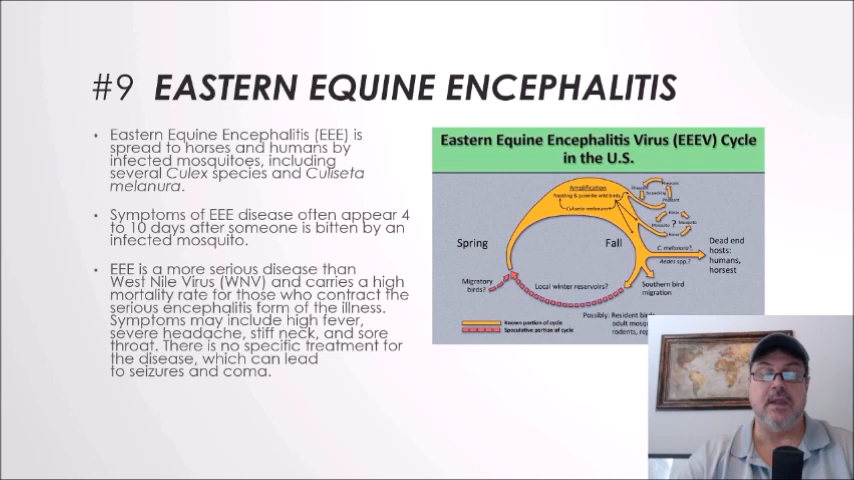 #9 EASTERN EQUINE ENCEPHALITIS
• Eastern Equine Encephalitis (EEE) is
spread to horses and humans by
infected mosquitoes, including
several Culex species and Culiseta
melanura.
• Symptoms of EEE disease often appear 4
to 10 days after someone is bitten by an
infected mosquito.
• EEE is a more serious disease than
West Nile Virus (WNV) and carries a high
mortality rate for those who contract the
serious encephalitis form of the illness.
Symptoms may include high fever,
severe headache, stiff neck, and sore
throat. There is no specific treatment for
the disease, which can lead
to seizures and coma.
Eastern Equine Encephalitis Virus (EEEV) Cycle
in the U.S.
Amplification
Nestling & juvenile wild birds
Culiseta melanura
Spring
Fall
C. melanura?
Aedes spp.?
Dead end
hosts:
humans,
horsest
Migratory
birds?
Local winter reservoirs?
Southern bird
migration
Known portion of cycle
Speculative portion of cycle
Possibly: Resident
adult
rodents,